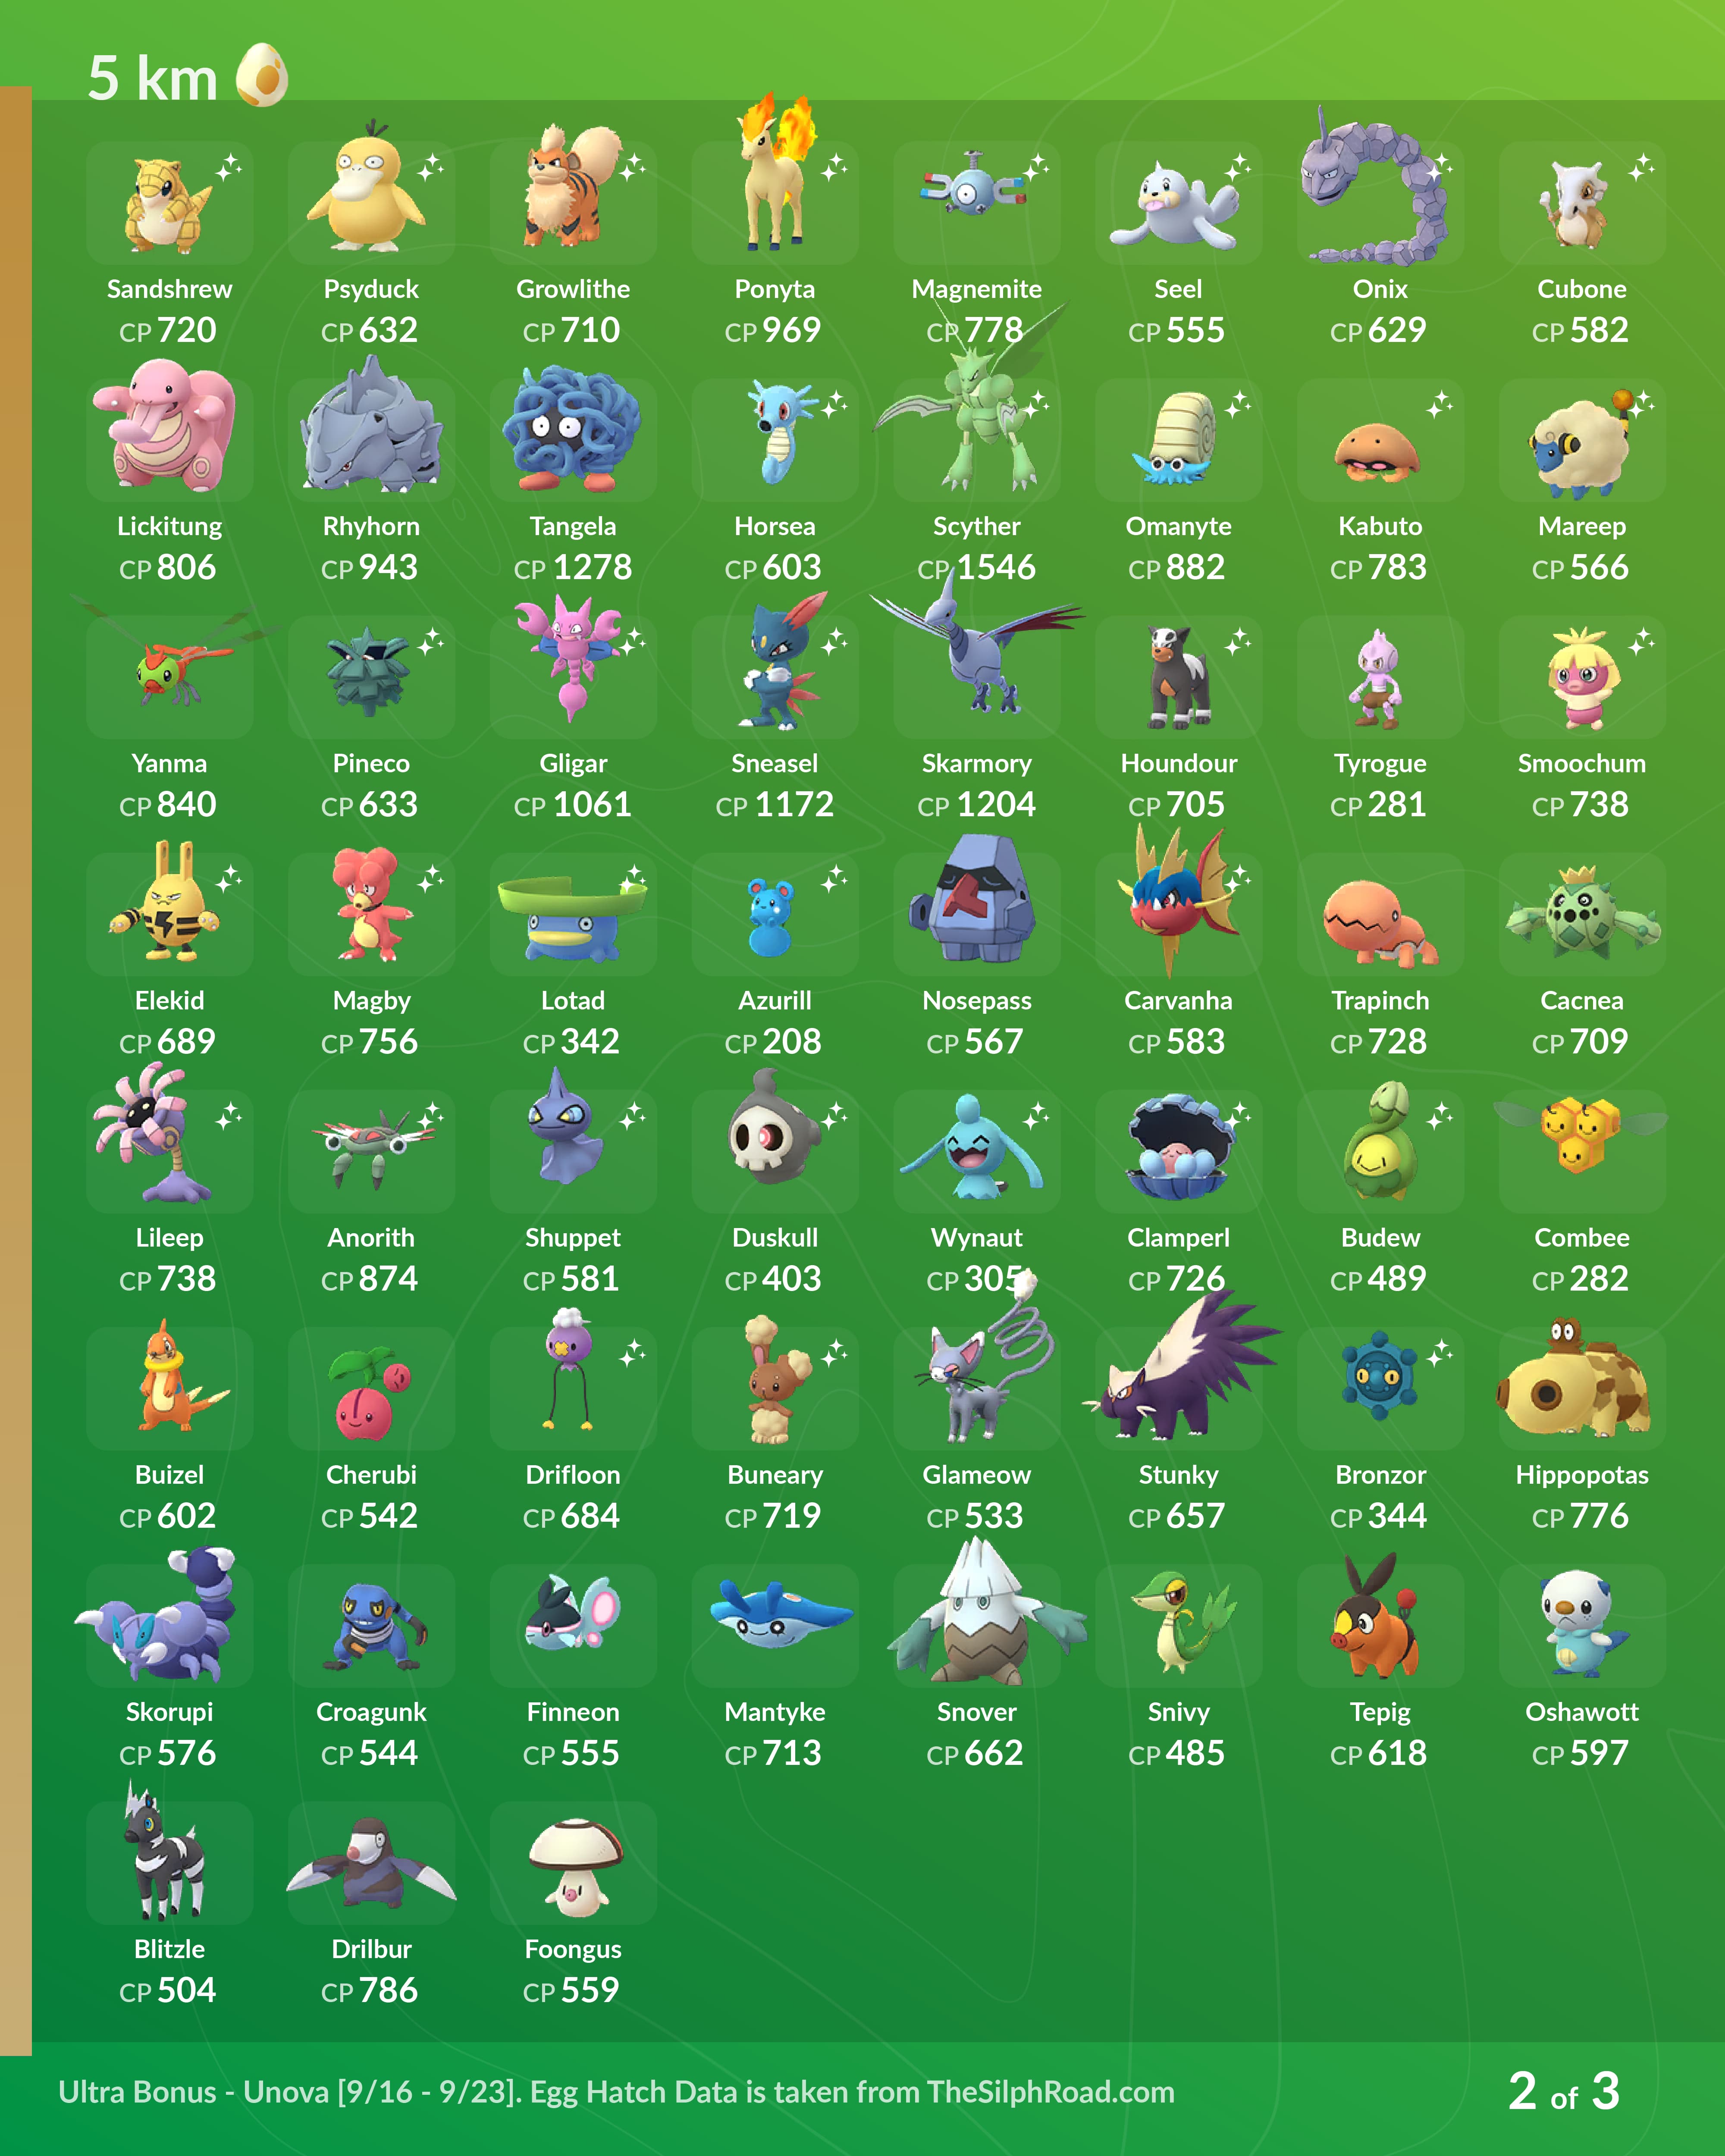 5 km
Sandshrew Psyduck Growlithe Ponyta Magnemite Seel Onix Cubone
CP 720 CP 632 CP 710 CP 969 CP 778 CP 555 CP 629 CP 582
Lickitung Rhyhorn Tangela Horsea Scyther Omanyte Kabuto Mareep
CP 806 CP 943 CP 1278 CP 603 CP 1546 CP 882 CP 783 CP 566
Yanma Pineco Gligar Sneasel Skarmory Houndour Tyrogue Smoochum
CP 840 CP 633 CP 1061 CP 1172 CP 1204 CP 705 CP 281 CP 738
Elekid Magby Lotad Azurill Nosepass Carvanha Trapinch Cacnea
CP 689 CP 756 CP 342 CP 208 CP 567 CP 583 CP 728 CP 709
Lileep Anorith Shuppet Duskull Wynaut Clamperl Budew Combee
CP 738 CP 874 CP 581 CP 403 CP 305 CP 726 CP 489 CP 282
Buizel Cherubi Drifloon Buneary Glameow Stunky Bronzor Hippopotas
CP 602 CP 542 CP 684 CP 719 CP 533 CP 657 CP 344 CP 776
Skorupi Croagunk Finneon Mantyke Snover Snivy Tepig Oshawott
CP 576 CP 544 CP 555 CP 713 CP 662 CP 485 CP 618 CP 597
Blitzle Drilbur Foongus
CP 504 CP 786 CP 559
Ultra Bonus - Unova [9/16 - 9/23]. Egg Hatch Data is taken from TheSilphRoad.com 2 of 3